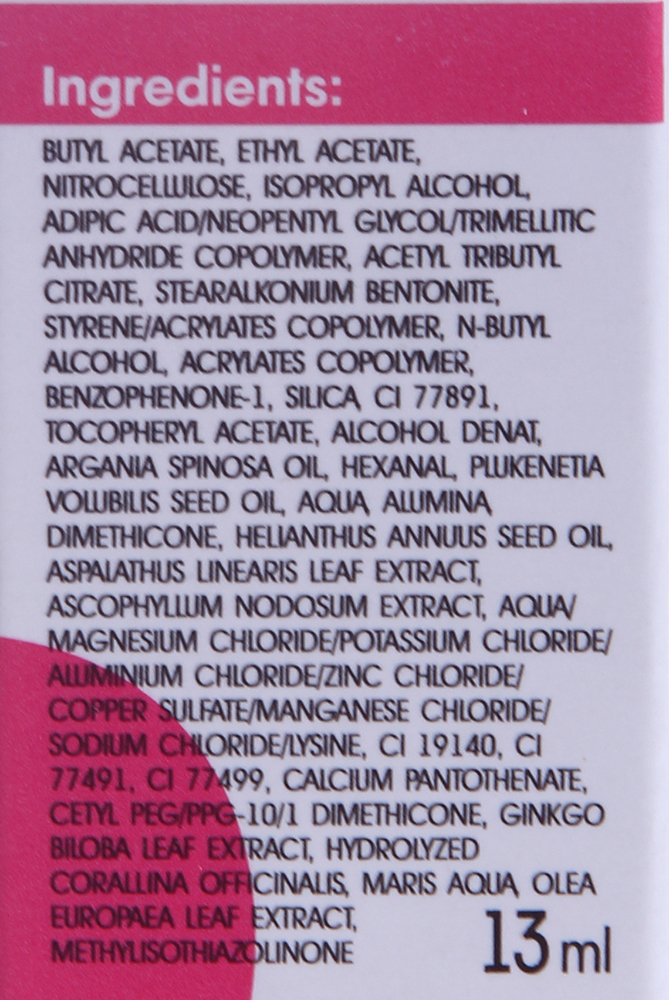 Ingredients:
BUTYL ACETATE, ETHYL ACETATE,
NITROCELLULOSE, ISOPROPYL ALCOHOL,
ADIPIC ACID/NEOPENTYL GLYCOL/TRIMELLITIC
ANHYDRIDE COPOLYMER, ACETYL TRIBUTYL
CITRATE, STEARALKONIUM BENTONITE,
STYRENE/ACRYLATES COPOLYMER, N-BUTYL
ALCOHOL, ACRYLATES COPOLYMER,
BENZOPHENONE-1, SILICA, CI 77891,
TOCOPHERYL ACETATE, ALCOHOL DENAT,
ARGANIA SPINOSA OIL, HEXANAL, PLUKENETIA
VOLUBILIS SEED OIL, AQUA, ALUMINA,
DIMETHICONE, HELIANTHUS ANNUUS SEED OIL,
ASPALATHUS LINEARIS LEAF EXTRACT,
ASCOPHYLLUM NODOSUM EXTRACT, AQUA/
MAGNESIUM CHLORIDE/POTASSIUM CHLORIDE/
ALUMINIUM CHLORIDE/ZINC CHLORIDE/
COPPER SULFATE/MANGANESE CHLORIDE/
SODIUM CHLORIDE/LYSINE, CI 19140, CI
77491, CI 77499, CALCIUM PANTOTHENATE,
CETYL PEG/PPG-10/1 DIMETHICONE, GINKGO
BILOBA LEAF EXTRACT, HYDROLYZED
CORALLINA OFFICINALIS, MARIS AQUA, OLEA
EUROPAEA LEAF EXTRACT,
METHYLISOTHIAZOLINONE
13 ml